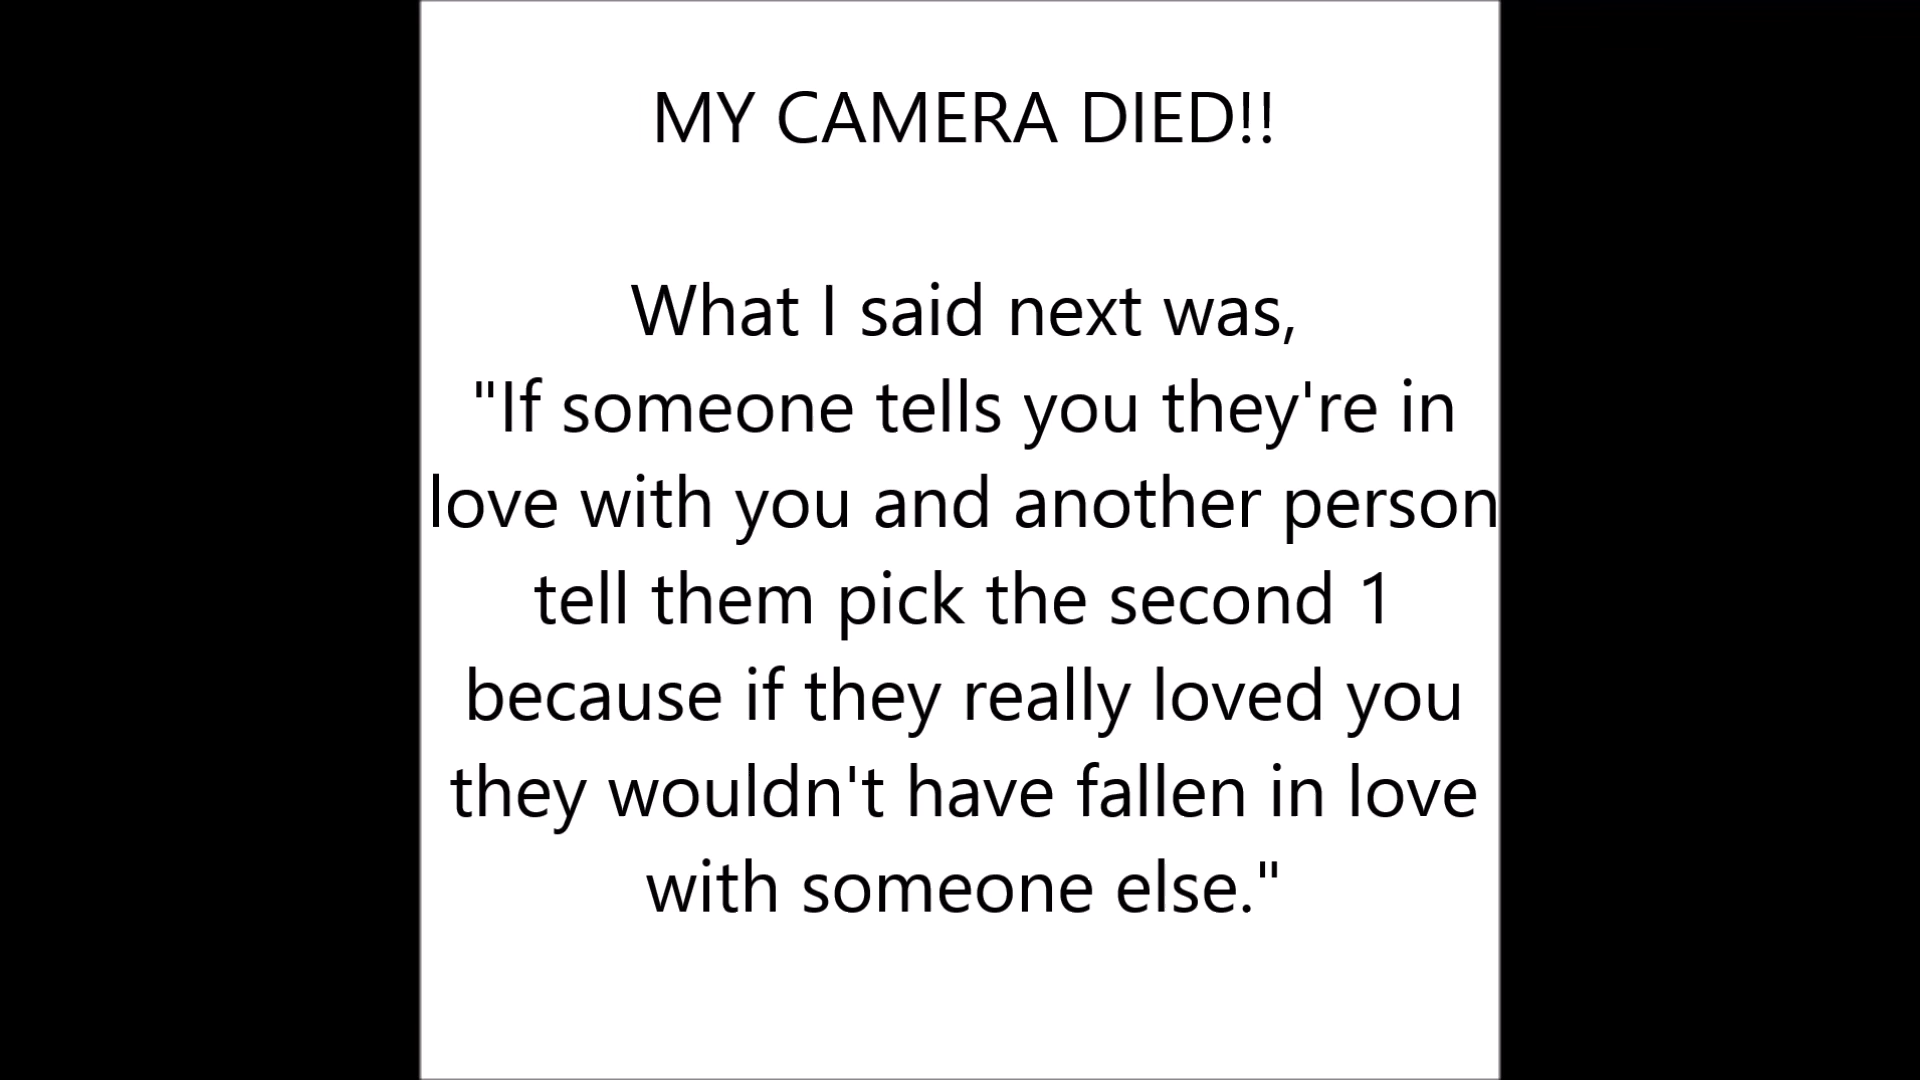 MY CAMERA DIED!!
What I said next was,
"If someone tells you they're in
love with you and another person
tell them pick the second 1
because if they really loved you
they wouldn't have fallen in love
with someone else."